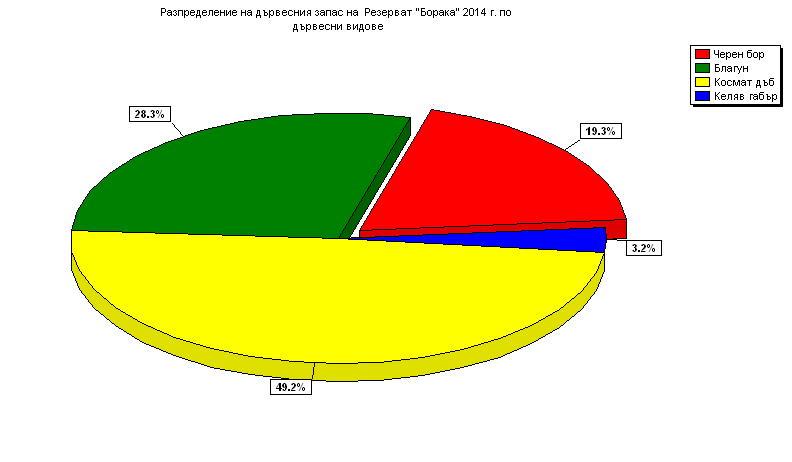 Разпределение на дървесния запас на  Резерват "Борака" 2014 г. по
дървесни видове
Черен бор
Благун
Космат дъб
Келяв габър
28.3%
19.3%
3.2%
49.2%